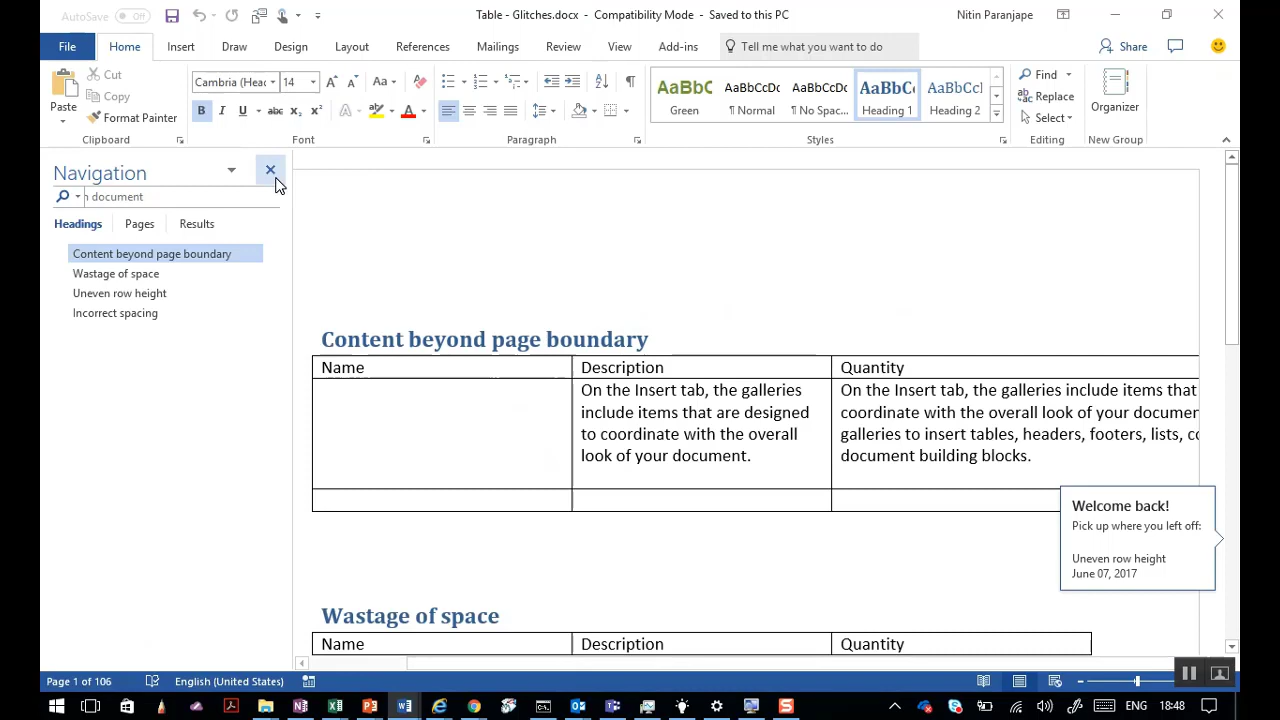 AutoSave Off Table - Glitches.docx - Compatibility Mode - Saved to this PC Nitin Paranjape
File Home Insert Draw Design Layout References Mailings Review View Add-ins Tell me what you want to do Share
Paste
Cut
Copy
Format Painter
Clipboard
Cambria (Hea 14
Font
Paragraph
AaBbC AaBbCcDc AaBbCcDc AaBbCc AaBbCcI
Green ¶ Normal ¶ No Spac... Heading 1 Heading 2
Styles
Find
Replace
Select
Editing
Organizer
New Group
Navigation
n document
Headings Pages Results
Content beyond page boundary
Wastage of space
Uneven row height
Incorrect spacing
Content beyond page boundary
Name Description Quantity
On the Insert tab, the galleries
include items that are designed
to coordinate with the overall
look of your document.
On the Insert tab, the galleries include items that
coordinate with the overall look of your documen
galleries to insert tables, headers, footers, lists, co
document building blocks.
Welcome back!
Pick up where you left off:
Uneven row height
June 07, 2017
Wastage of space
Name Description Quantity
Page 1 of 106 English (United States)
ENG 18:48